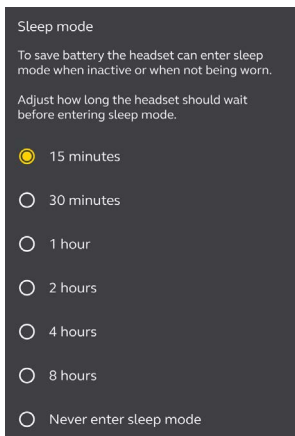 Sleep mode
To save battery the headset can enter sleep
mode when inactive or when not being worn.
Adjust how long the headset should wait
before entering sleep mode.
15 minutes
30 minutes
1 hour
2 hours
4 hours
8 hours
Never enter sleep mode